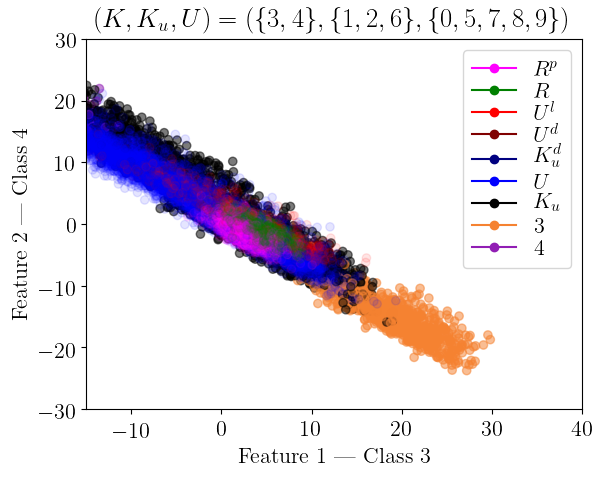 (K, K_u, U) = ({3, 4}, {1, 2, 6}, {0, 5, 7, 8, 9})
30
20
10
0
−10
−20
−30
Feature 2 — Class 4
R^p
R
U^l
U^d
K_u^d
U
K_u
3
4
−10 0 10 20 30 40
Feature 1 — Class 3